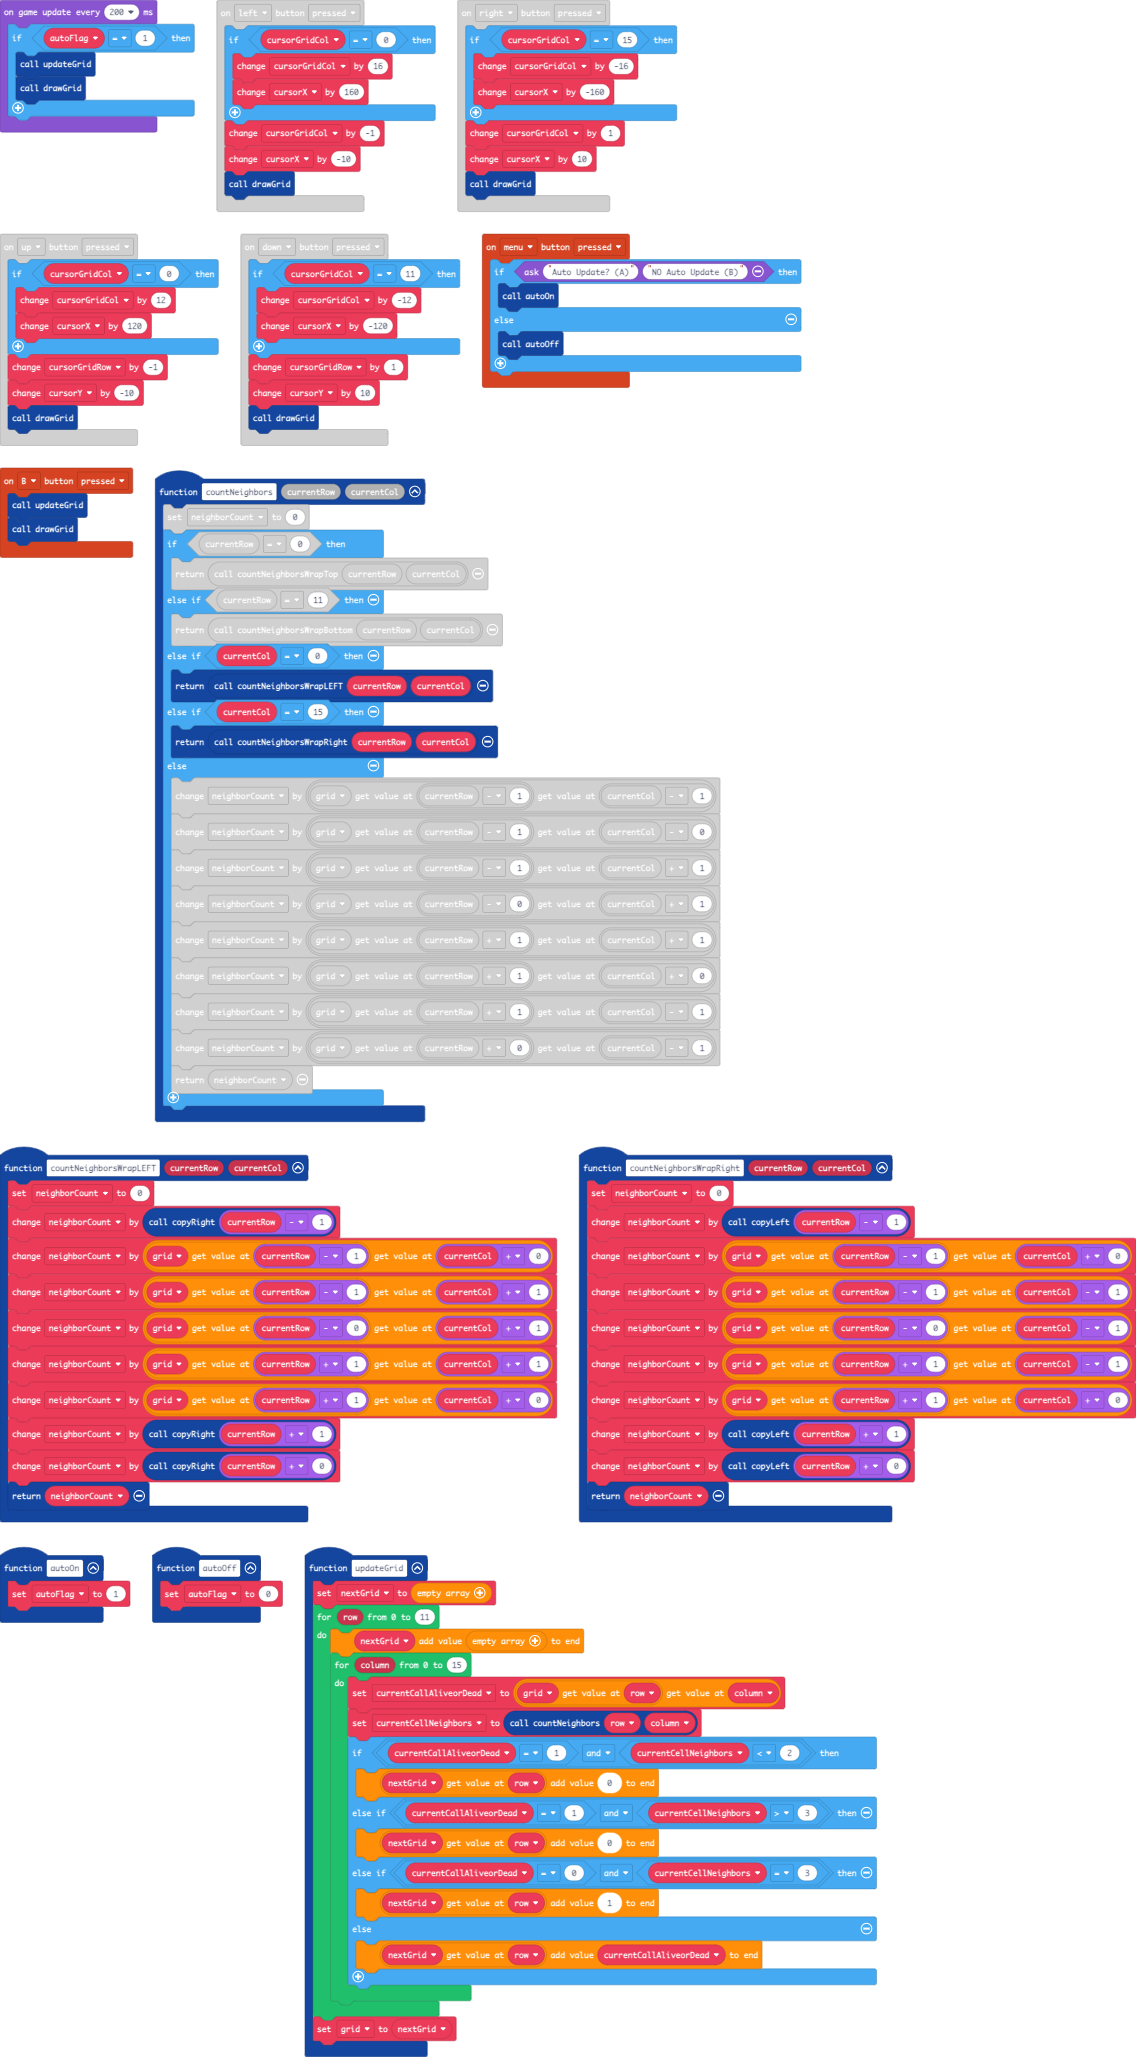 on game update every 200 ms
if autoFlag = 1 then
call updateGrid
call drawGrid
on left button pressed
if cursorGridCol = 0 then
change cursorGridCol by 16
change cursorX by 160
change cursorGridCol by -1
change cursorX by -10
call drawGrid
on right button pressed
if cursorGridCol = 15 then
change cursorGridCol by -16
change cursorX by -160
change cursorGridCol by 1
change cursorX by 10
call drawGrid
on up button pressed
if cursorGridCol = 0 then
change cursorGridCol by 12
change cursorX by 120
change cursorGridRow by -1
change cursorY by -10
call drawGrid
on down button pressed
if cursorGridCol = 11 then
change cursorGridCol by -12
change cursorX by -120
change cursorGridRow by 1
change cursorY by 10
call drawGrid
on menu button pressed
if ask "Auto Update? (A)" "NO Auto Update (B)" then
call autoOn
else
call autoOff
on B button pressed
call updateGrid
call drawGrid
function countNeighbors currentRow currentCol
set neighborCount to 0
if currentRow = 0 then
return call countNeighborsWrapTop currentRow currentCol
else if currentRow = 11 then
return call countNeighborsWrapBottom currentRow currentCol
else if currentCol = 0 then
return call countNeighborsWrapLEFT currentRow currentCol
else if currentCol = 15 then
return call countNeighborsWrapRight currentRow currentCol
else
change neighborCount by grid get value at currentRow - 1 get value at currentCol - 1
change neighborCount by grid get value at currentRow - 1 get value at currentCol - 0
change neighborCount by grid get value at currentRow - 1 get value at currentCol + 1
change neighborCount by grid get value at currentRow - 0 get value at currentCol + 1
change neighborCount by grid get value at currentRow + 1 get value at currentCol + 1
change neighborCount by grid get value at currentRow + 1 get value at currentCol + 0
change neighborCount by grid get value at currentRow + 1 get value at currentCol - 1
change neighborCount by grid get value at currentRow + 0 get value at currentCol - 1
return neighborCount
function countNeighborsWrapLEFT currentRow currentCol
set neighborCount to 0
change neighborCount by call copyRight currentRow - 1
change neighborCount by grid get value at currentRow - 1 get value at currentCol + 0
change neighborCount by grid get value at currentRow - 1 get value at currentCol + 1
change neighborCount by grid get value at currentRow - 0 get value at currentCol + 1
change neighborCount by grid get value at currentRow + 1 get value at currentCol + 1
change neighborCount by grid get value at currentRow + 1 get value at currentCol + 0
change neighborCount by call copyRight currentRow + 1
change neighborCount by call copyRight currentRow + 0
return neighborCount
function countNeighborsWrapRight currentRow currentCol
set neighborCount to 0
change neighborCount by call copyLeft currentRow - 1
change neighborCount by grid get value at currentRow - 1 get value at currentCol + 0
change neighborCount by grid get value at currentRow - 1 get value at currentCol - 1
change neighborCount by grid get value at currentRow - 0 get value at currentCol - 1
change neighborCount by grid get value at currentRow + 1 get value at currentCol - 1
change neighborCount by grid get value at currentRow + 1 get value at currentCol + 0
change neighborCount by call copyLeft currentRow + 1
change neighborCount by call copyLeft currentRow + 0
return neighborCount
function autoOn
set autoFlag to 1
function autoOff
set autoFlag to 0
function updateGrid
set nextGrid to empty array
for row from 0 to 11
do nextGrid add value empty array to end
for column from 0 to 15
do set currentCallAliveorDead to grid get value at row get value at column
set currentCellNeighbors to call countNeighbors row column
if currentCallAliveorDead = 1 and currentCellNeighbors < 2 then
nextGrid get value at row add value 0 to end
else if currentCallAliveorDead = 1 and currentCellNeighbors > 3 then
nextGrid get value at row add value 0 to end
else if currentCallAliveorDead = 0 and currentCellNeighbors = 3 then
nextGrid get value at row add value 1 to end
else
nextGrid get value at row add value currentCallAliveorDead to end
set grid to nextGrid